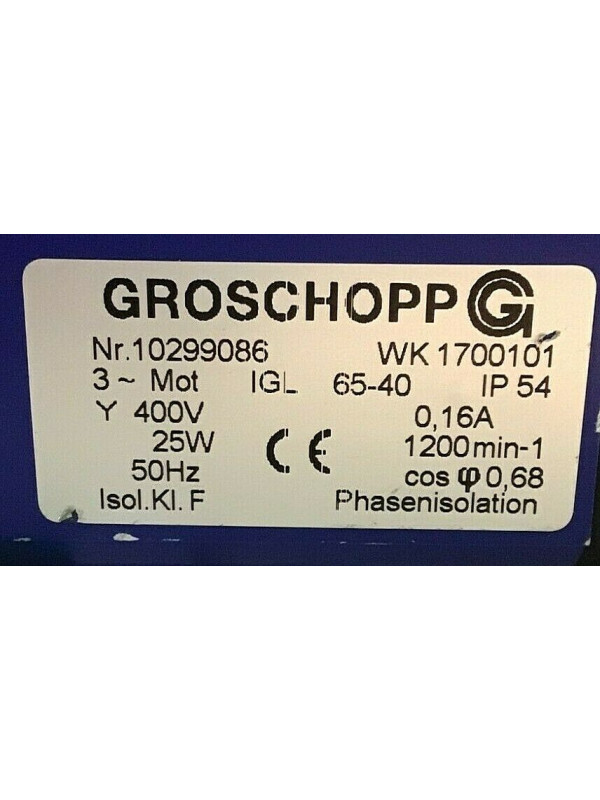 GROSCHOPP G
Nr.10299086 WK 1700101
3 ~ Mot IGL 65-40 IP 54
Y 400V 0,16A
25W CE 1200min-1
50Hz cos φ 0,68
Isol.Kl. F Phasenisolation